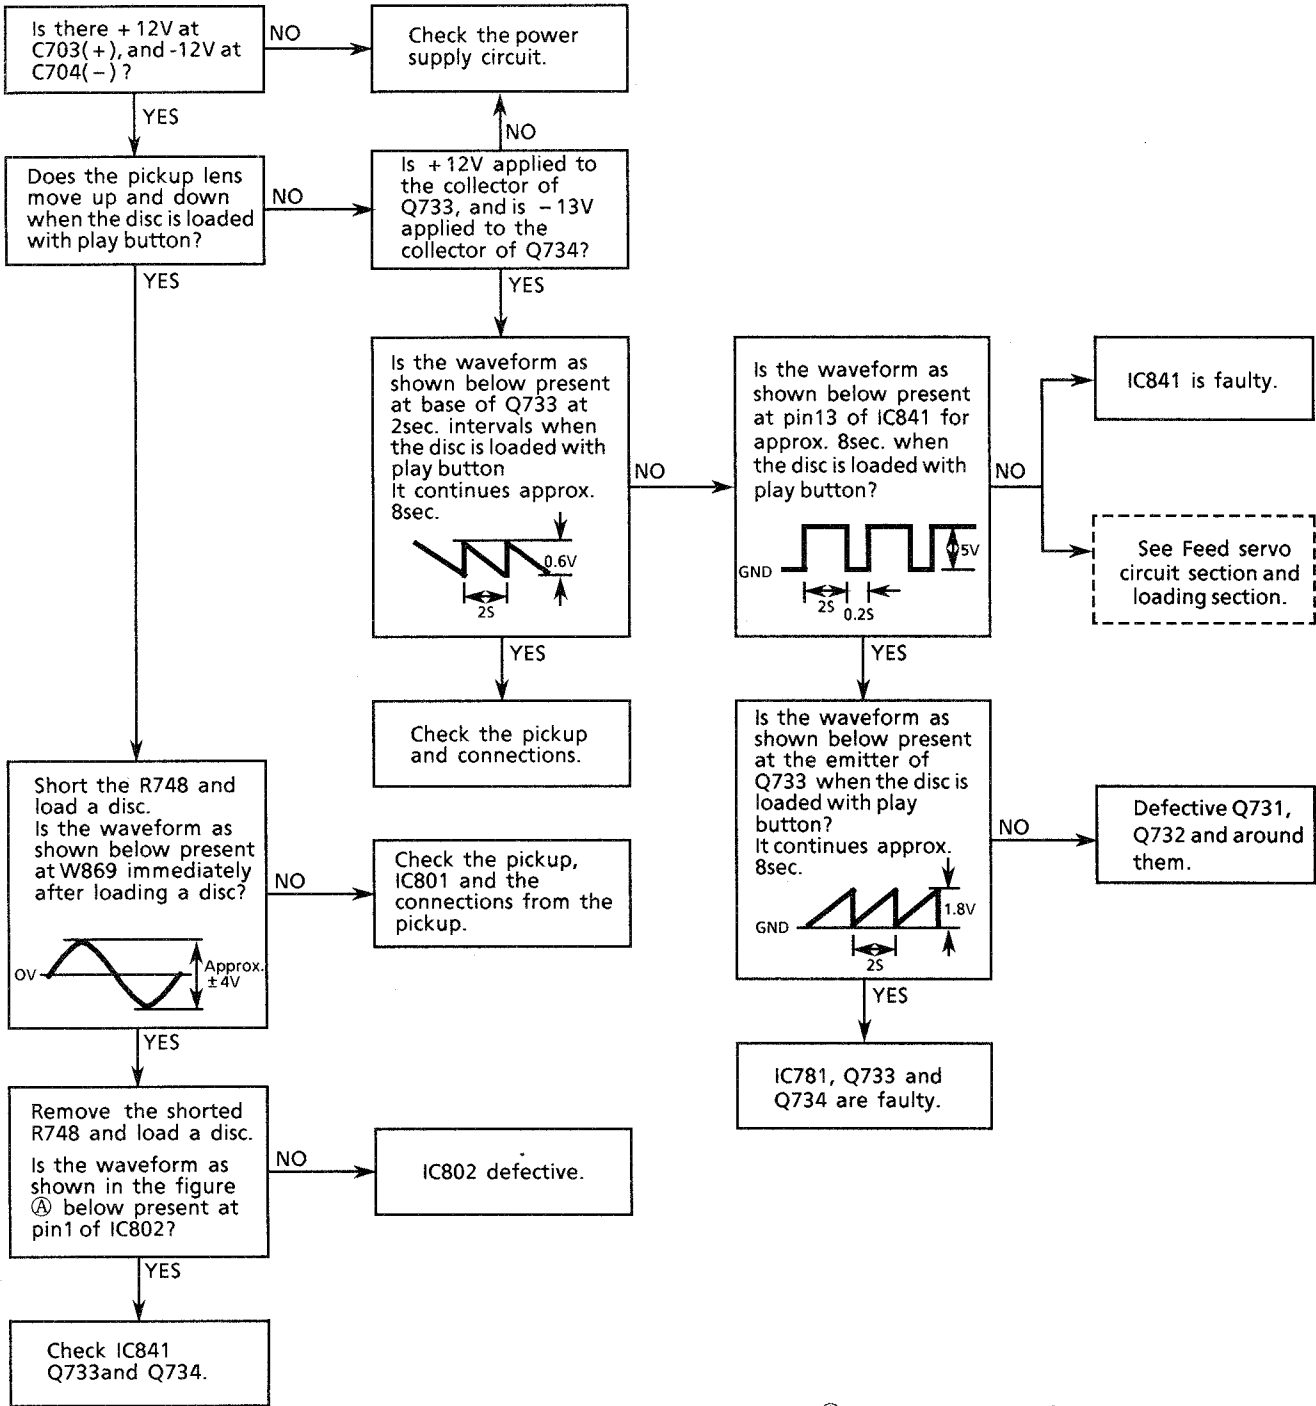 Is there +12V at
C703(+), and -12V at
C704(−) ?
NO
Check the power
supply circuit.
YES
NO
Does the pickup lens
move up and down
when the disc is loaded
with play button?
NO
Is +12V applied to
the collector of
Q733, and is −13V
applied to the
collector of Q734?
YES
YES
Is the waveform as
shown below present
at base of Q733 at
2sec. intervals when
the disc is loaded with
play button
It continues approx.
8sec.
0.6V
2S
NO
Is the waveform as
shown below present
at pin13 of IC841 for
approx. 8sec. when
the disc is loaded with
play button?
GND
5V
2S
0.2S
NO
IC841 is faulty.
See Feed servo
circuit section and
loading section.
YES
Check the pickup
and connections.
YES
Is the waveform as
shown below present
at the emitter of
Q733 when the disc is
loaded with play
button?
It continues approx.
8sec.
GND
1.8V
2S
NO
Defective Q731,
Q732 and around
them.
YES
IC781, Q733 and
Q734 are faulty.
Short the R748 and
load a disc.
Is the waveform as
shown below present
at W869 immediately
after loading a disc?
0V
Approx.
±4V
NO
Check the pickup,
IC801 and the
connections from the
pickup.
YES
Remove the shorted
R748 and load a disc.
Is the waveform as
shown in the figure
Ⓐ below present at
pin1 of IC802?
NO
IC802 defective.
YES
Check IC841
Q733and Q734.